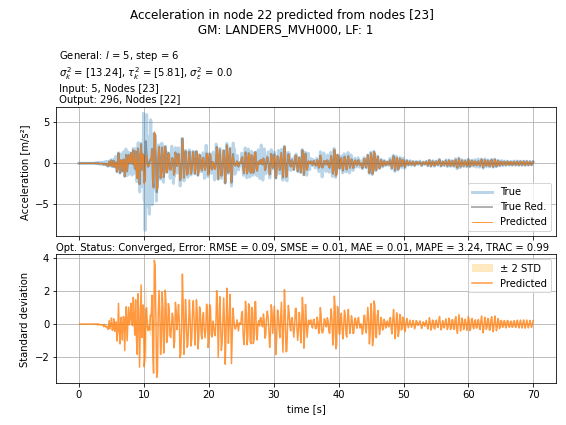 Acceleration in node 22 predicted from nodes [23]
GM: LANDERS_MVH000, LF: 1
General: l = 5, step = 6
σ²ₖ = [13.24], τ²ₖ = [5.81], σ²ε = 0.0
Input: 5, Nodes [23]
Output: 296, Nodes [22]
Acceleration [m/s²]
5
0
−5
True
True Red.
Predicted
Opt. Status: Converged, Error: RMSE = 0.09, SMSE = 0.01, MAE = 0.01, MAPE = 3.24, TRAC = 0.99
Standard deviation
4
2
0
−2
± 2 STD
Predicted
0 10 20 30 40 50 60 70
time [s]